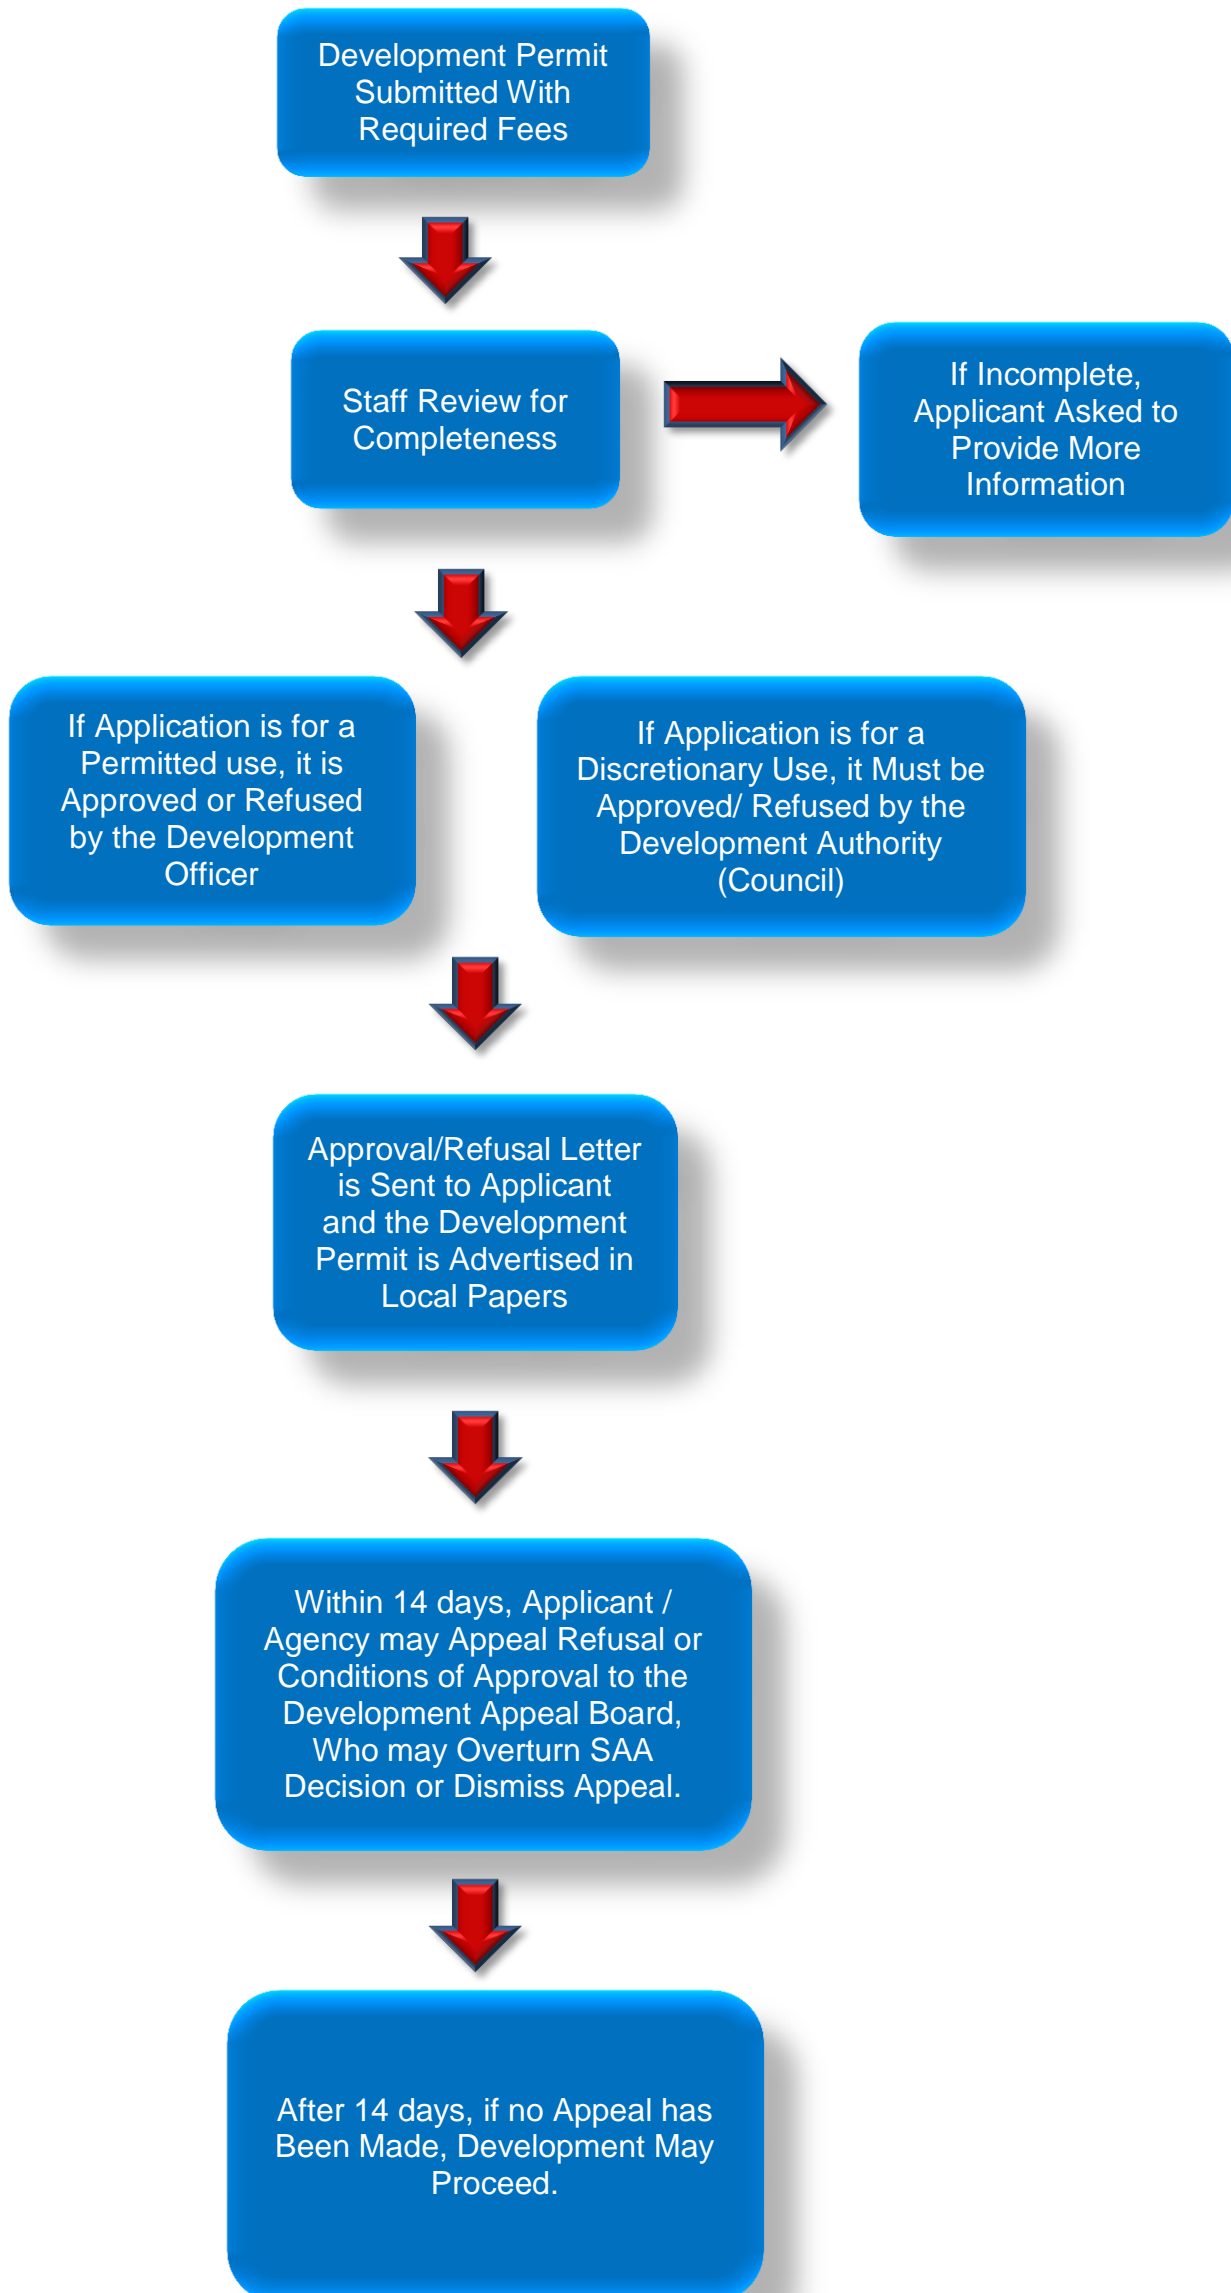 Development Permit
Submitted With
Required Fees
Staff Review for
Completeness
If Incomplete,
Applicant Asked to
Provide More
Information
If Application is for a
Permitted use, it is
Approved or Refused
by the Development
Officer
If Application is for a
Discretionary Use, it Must be
Approved/ Refused by the
Development Authority
(Council)
Approval/Refusal Letter
is Sent to Applicant
and the Development
Permit is Advertised in
Local Papers
Within 14 days, Applicant /
Agency may Appeal Refusal or
Conditions of Approval to the
Development Appeal Board,
Who may Overturn SAA
Decision or Dismiss Appeal.
After 14 days, if no Appeal has
Been Made, Development May
Proceed.